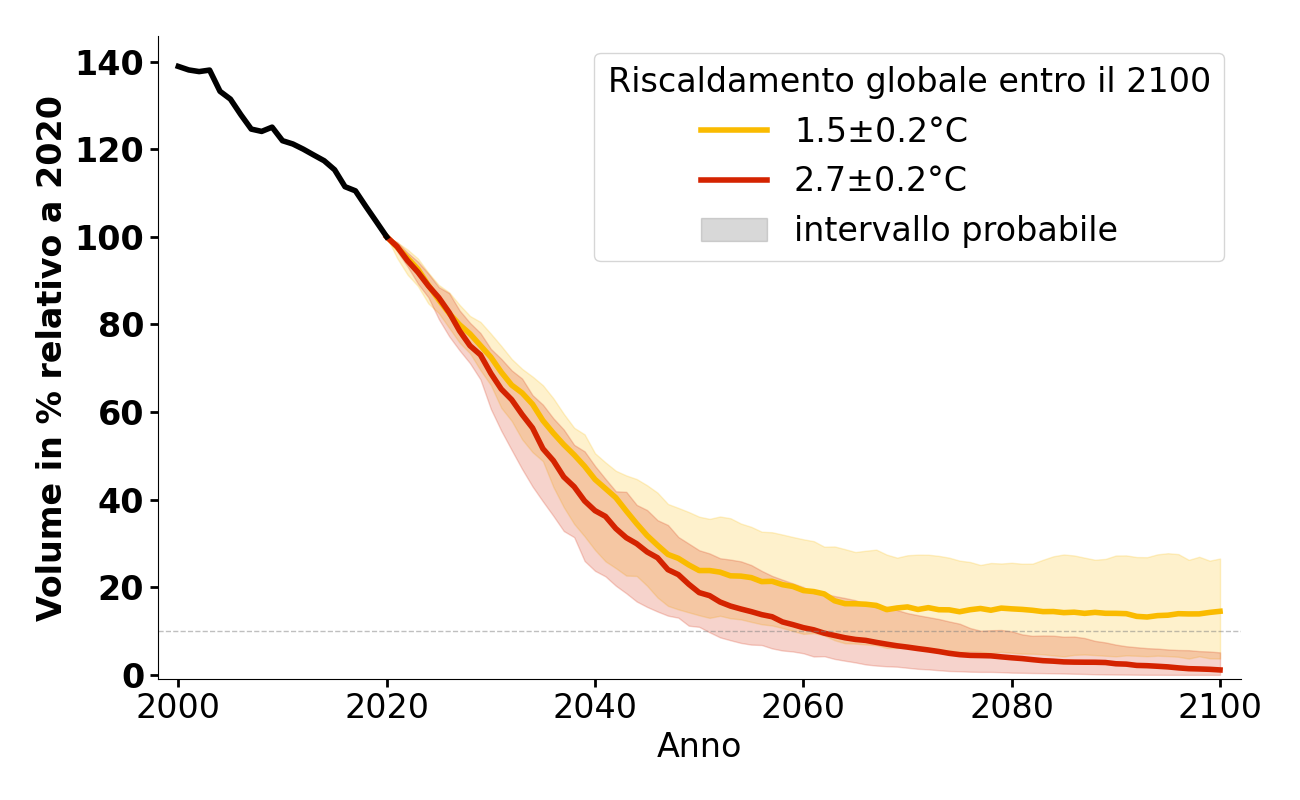 Volume in % relativo a 2020
140
120
100
80
60
40
20
0
Riscaldamento globale entro il 2100
1.5±0.2°C
2.7±0.2°C
intervallo probabile
2000 2020 2040 2060 2080 2100
Anno